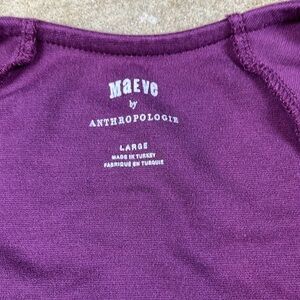 Maeve
by
ANTHROPOLOGIE
LARGE
MADE IN TURKEY
FABRIQUÉ EN TURQUIE